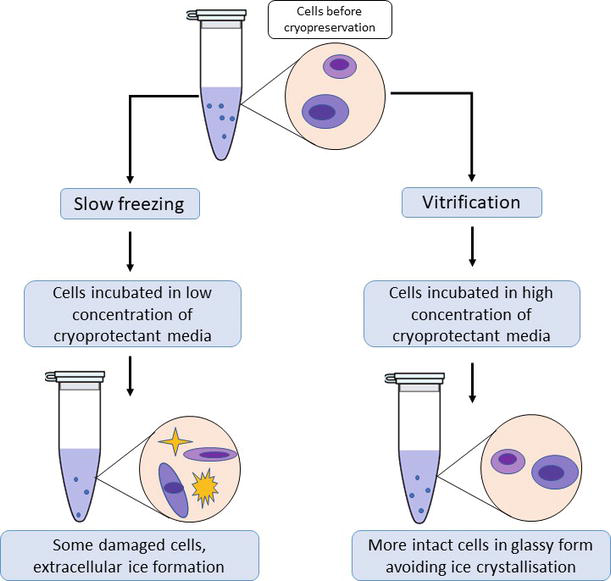 Cells before
cryopreservation
Slow freezing
Vitrification
Cells incubated in low
concentration of
cryoprotectant media
Cells incubated in high
concentration of
cryoprotectant media
Some damaged cells,
extracellular ice formation
More intact cells in glassy form
avoiding ice crystallisation